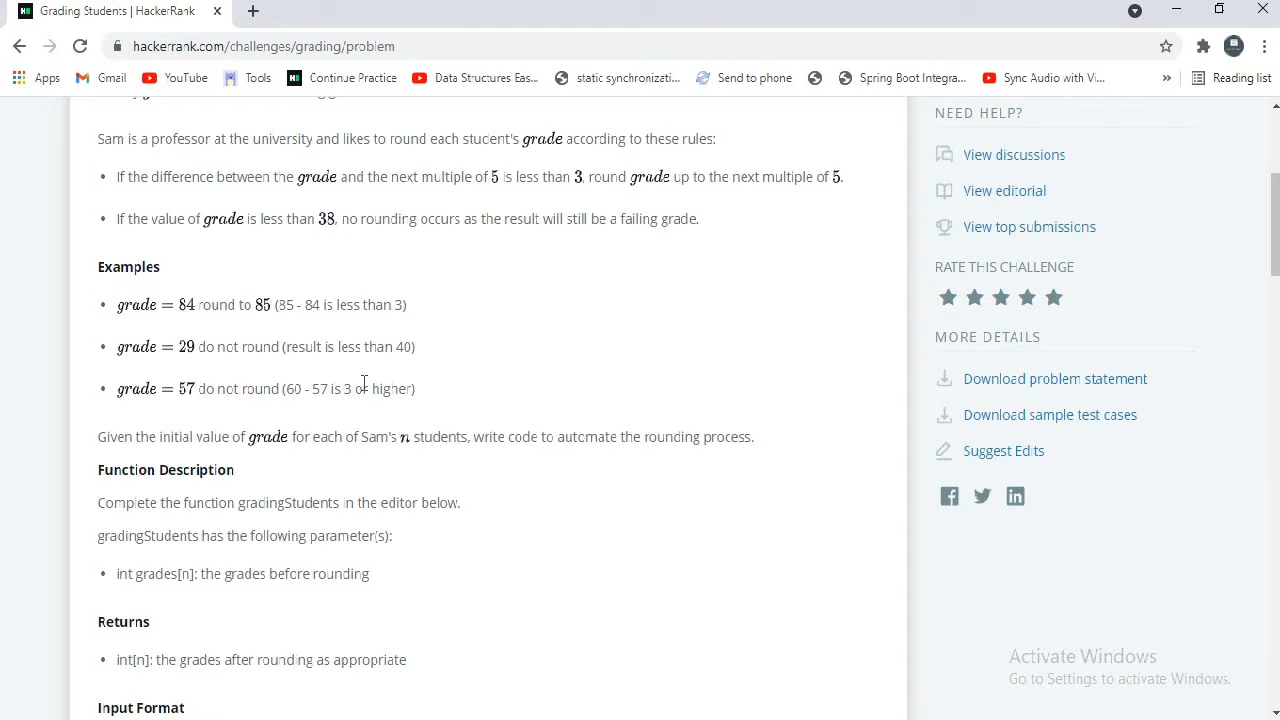 Grading Students | HackerRank
hackerrank.com/challenges/grading/problem
Apps Gmail YouTube Tools Continue Practice Data Structures Eas... static synchronizati... Send to phone Spring Boot Integra... Sync Audio with Vi... » Reading list
Sam is a professor at the university and likes to round each student's grade according to these rules:
• If the difference between the grade and the next multiple of 5 is less than 3, round grade up to the next multiple of 5.
• If the value of grade is less than 38, no rounding occurs as the result will still be a failing grade.
Examples
• grade = 84 round to 85 (85 - 84 is less than 3)
• grade = 29 do not round (result is less than 40)
• grade = 57 do not round (60 - 57 is 3 or higher)
Given the initial value of grade for each of Sam's n students, write code to automate the rounding process.
Function Description
Complete the function gradingStudents in the editor below.
gradingStudents has the following parameter(s):
• int grades[n]: the grades before rounding
Returns
• int[n]: the grades after rounding as appropriate
Input Format
NEED HELP?
View discussions
View editorial
View top submissions
RATE THIS CHALLENGE
MORE DETAILS
Download problem statement
Download sample test cases
Suggest Edits
Activate Windows
Go to Settings to activate Windows.